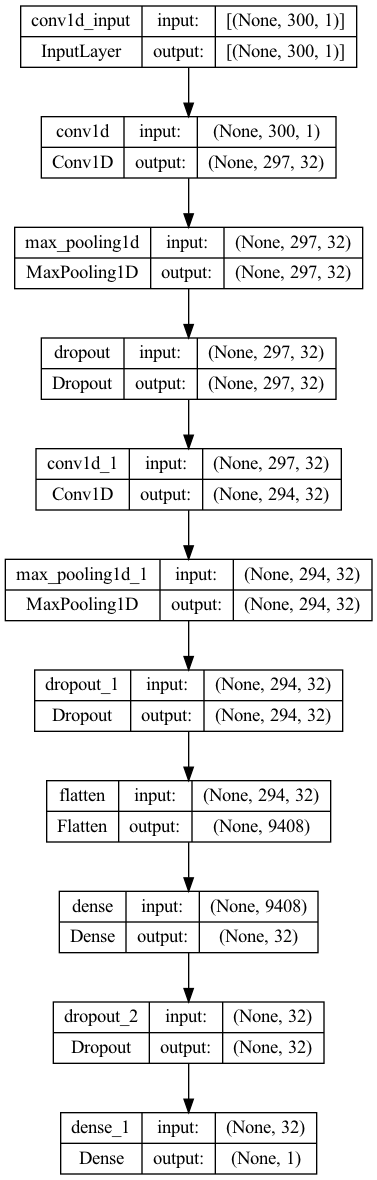 conv1d_input input: [(None, 300, 1)]
InputLayer output: [(None, 300, 1)]
conv1d input: (None, 300, 1)
Conv1D output: (None, 297, 32)
max_pooling1d input: (None, 297, 32)
MaxPooling1D output: (None, 297, 32)
dropout input: (None, 297, 32)
Dropout output: (None, 297, 32)
conv1d_1 input: (None, 297, 32)
Conv1D output: (None, 294, 32)
max_pooling1d_1 input: (None, 294, 32)
MaxPooling1D output: (None, 294, 32)
dropout_1 input: (None, 294, 32)
Dropout output: (None, 294, 32)
flatten input: (None, 294, 32)
Flatten output: (None, 9408)
dense input: (None, 9408)
Dense output: (None, 32)
dropout_2 input: (None, 32)
Dropout output: (None, 32)
dense_1 input: (None, 32)
Dense output: (None, 1)